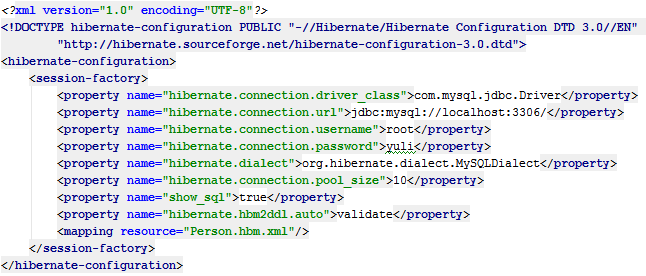 <?xml version="1.0" encoding="UTF-8"?>
<!DOCTYPE hibernate-configuration PUBLIC "-//Hibernate/Hibernate Configuration DTD 3.0//EN"
        "http://hibernate.sourceforge.net/hibernate-configuration-3.0.dtd">
<hibernate-configuration>
    <session-factory>
        <property name="hibernate.connection.driver_class">com.mysql.jdbc.Driver</property>
        <property name="hibernate.connection.url">jdbc:mysql://localhost:3306/</property>
        <property name="hibernate.connection.username">root</property>
        <property name="hibernate.connection.password">yuli</property>
        <property name="hibernate.dialect">org.hibernate.dialect.MySQLDialect</property>
        <property name="hibernate.connection.pool_size">10</property>
        <property name="show_sql">true</property>
        <property name="hibernate.hbm2ddl.auto">validate</property>
        <mapping resource="Person.hbm.xml"/>
    </session-factory>
</hibernate-configuration>